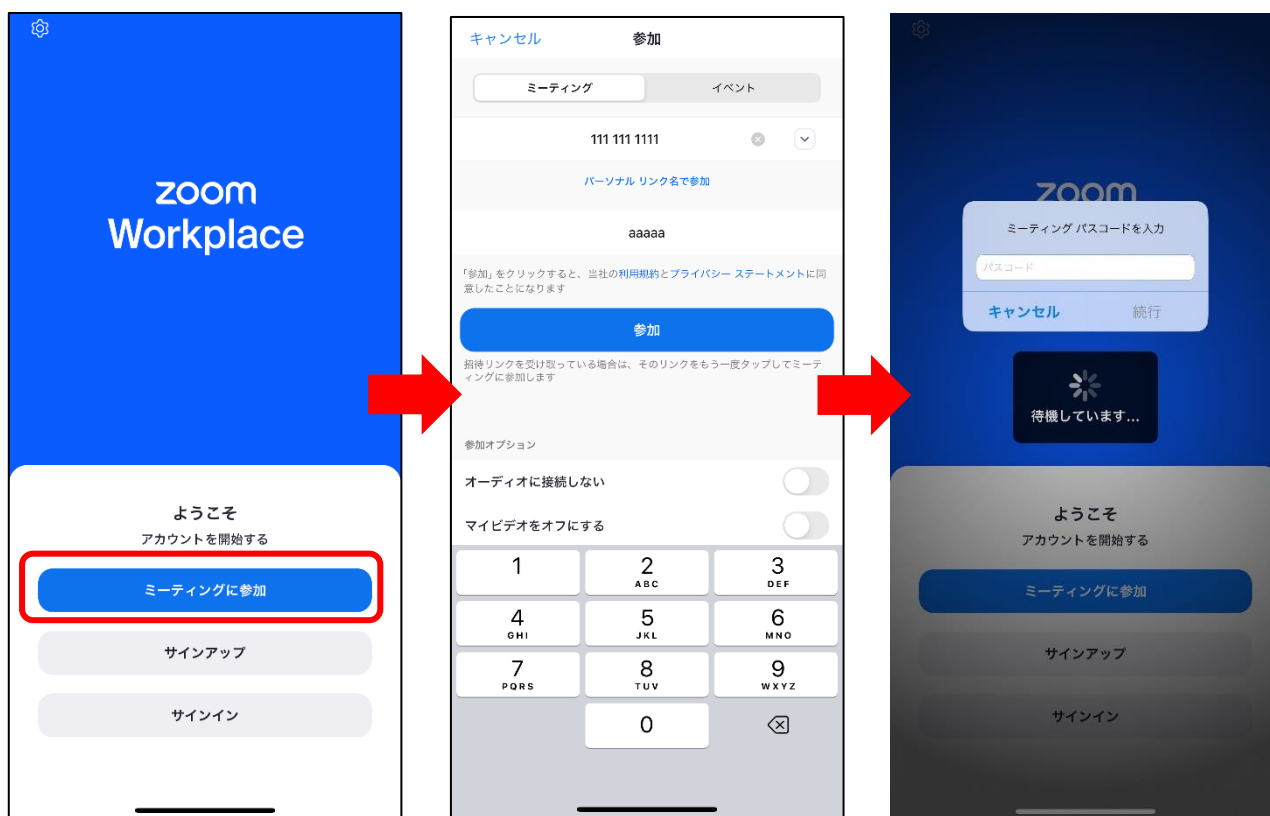 zoom
Workplace
ようこそ
アカウントを開始する
ミーティングに参加
サインアップ
サインイン
キャンセル 参加
ミーティング イベント
111 111 1111
パーソナル リンク名で参加
aaaaa
「参加」をクリックすると、当社の利用規約とプライバシー ステートメントに同
意したことになります
参加
招待リンクを受け取っている場合は、そのリンクをもう一度タップしてミーテ
ィングに参加します
参加オプション
オーディオに接続しない
マイビデオをオフにする
1 2 3
ABC DEF
4 5 6
GHI JKL MNO
7 8 9
PQRS TUV WXYZ
0
zoom
ミーティング パスコードを入力
パスコード
キャンセル 続行
待機しています...
ようこそ
アカウントを開始する
ミーティングに参加
サインアップ
サインイン